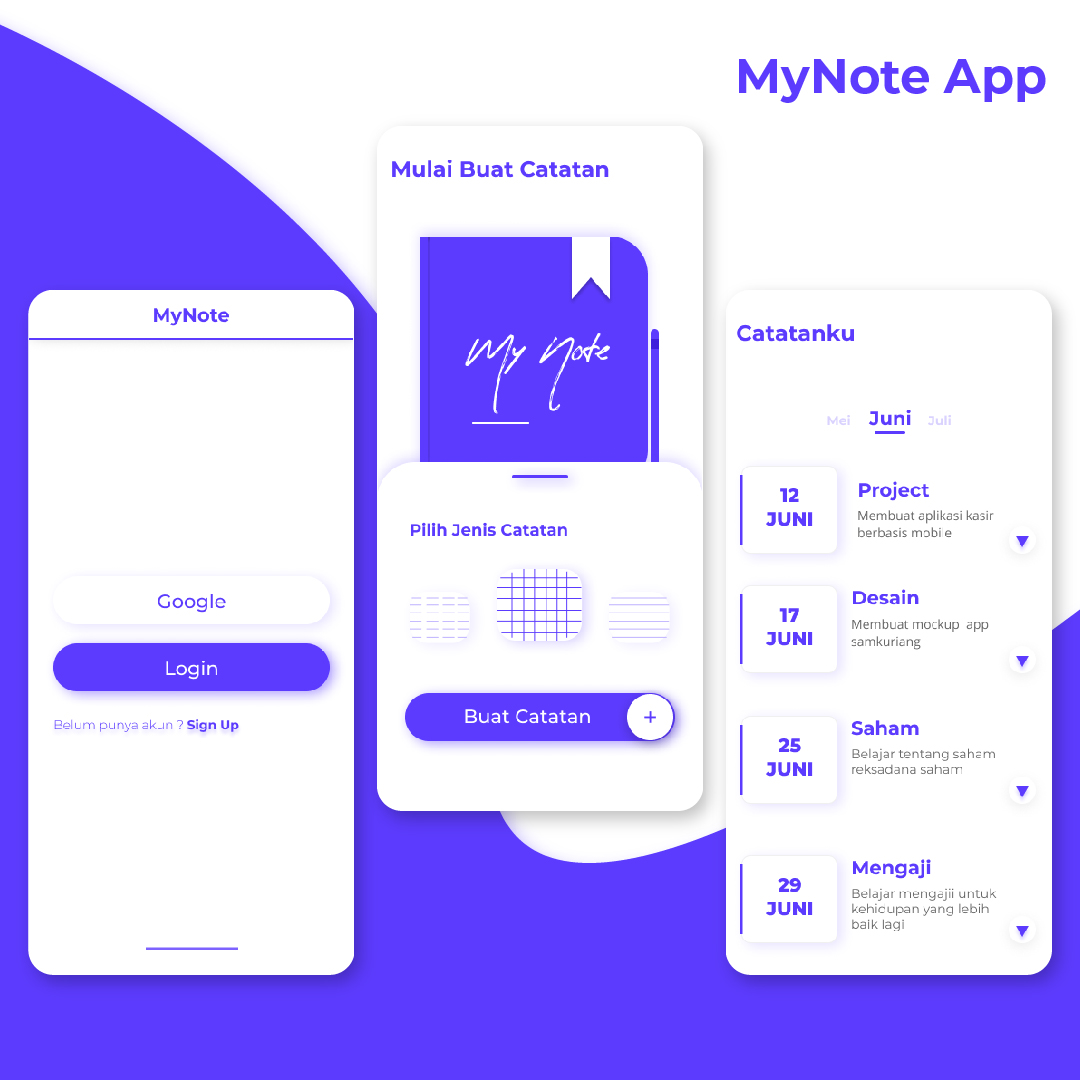 MyNote App
MyNote
Google
Login
Belum punya akun ? Sign Up
Mulai Buat Catatan
My Note
Pilih Jenis Catatan
Buat Catatan +
Catatanku
Mei Juni Juli
12
JUNI
Project
Membuat aplikasi kasir
berbasis mobile
17
JUNI
Desain
Membuat mockup app
samkuriang
25
JUNI
Saham
Belajar tentang saham
reksadana saham
29
JUNI
Mengaji
Belajar mengajii untuk
kehidupan yang lebih
baik lagi